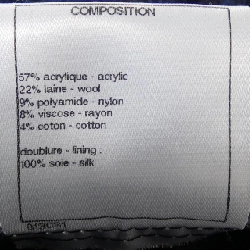 COMPOSITION
57% acrylique - acrylic
22% laine - wool
9% polyamide - nylon
8% viscose - rayon
4% coton - cotton
doublure - lining :
100% soie - silk